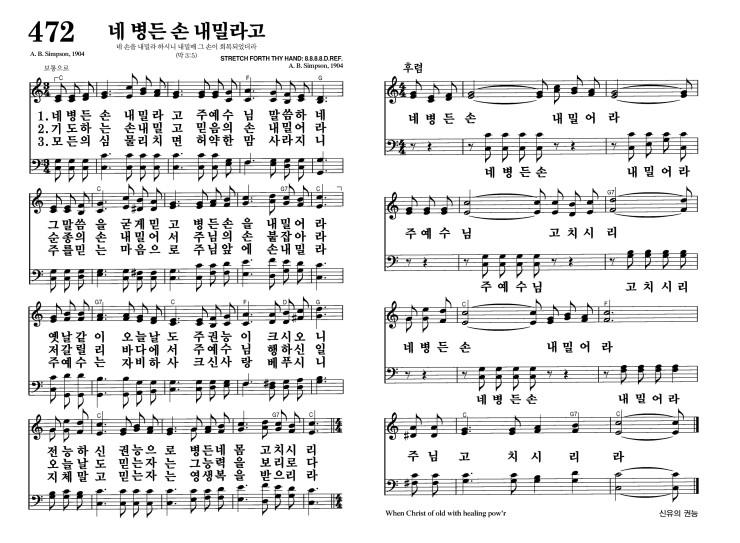 472 네 병든 손 내밀라고
네 손을 내밀라 하시니 내밀매 그 손이 회복되었더라
(막 3:5)
A. B. Simpson, 1904
STRETCH FORTH THY HAND: 8.8.8.8.D.REF.
A. B. Simpson, 1904
보통으로
C G C F G
1.네 병 든 손 내 밀 라 고 주 예 수 님 말 씀 하 네
2.기 도 하 는 손 내 밀 고 믿 음 의 손 내 밀 어 라
3.모 든 의 심 물 리 치 면 허 약 한 맘 사 라 지 니
그 말 씀 을 굳 게 믿 고 병 든 손 을 내 밀 어 라
순 종 의 손 내 밀 어 서 주 님 의 손 붙 잡 아 라
주 를 믿 는 마 음 으 로 주 님 앞 에 손 내 밀 라
옛 날 같 이 오 늘 날 도 주 권 능 이 크 시 오 니
저 갈 릴 리 바 다 에 서 주 예 수 님 행 하 신 일
주 예 수 는 자 비 하 사 크 신 사 랑 베 푸 시 니
전 능 하 신 권 능 으 로 병 든 네 몸 고 치 시 리
오 늘 날 도 믿 는 자 는 그 능 력 을 보 리 로 다
지 체 말 고 믿 는 자 는 영 생 복 을 받 으 리 라
후렴
네 병 든 손 내 밀 어 라
네 병 든 손 내 밀 어 라
주 예 수 님 고 치 시 리
주 예 수 님 고 치 시 리
네 병 든 손 내 밀 어 라
네 병 든 손 내 밀 어 라
주 님 고 치 시 리 라
When Christ of old with healing pow'r
신유의 권능